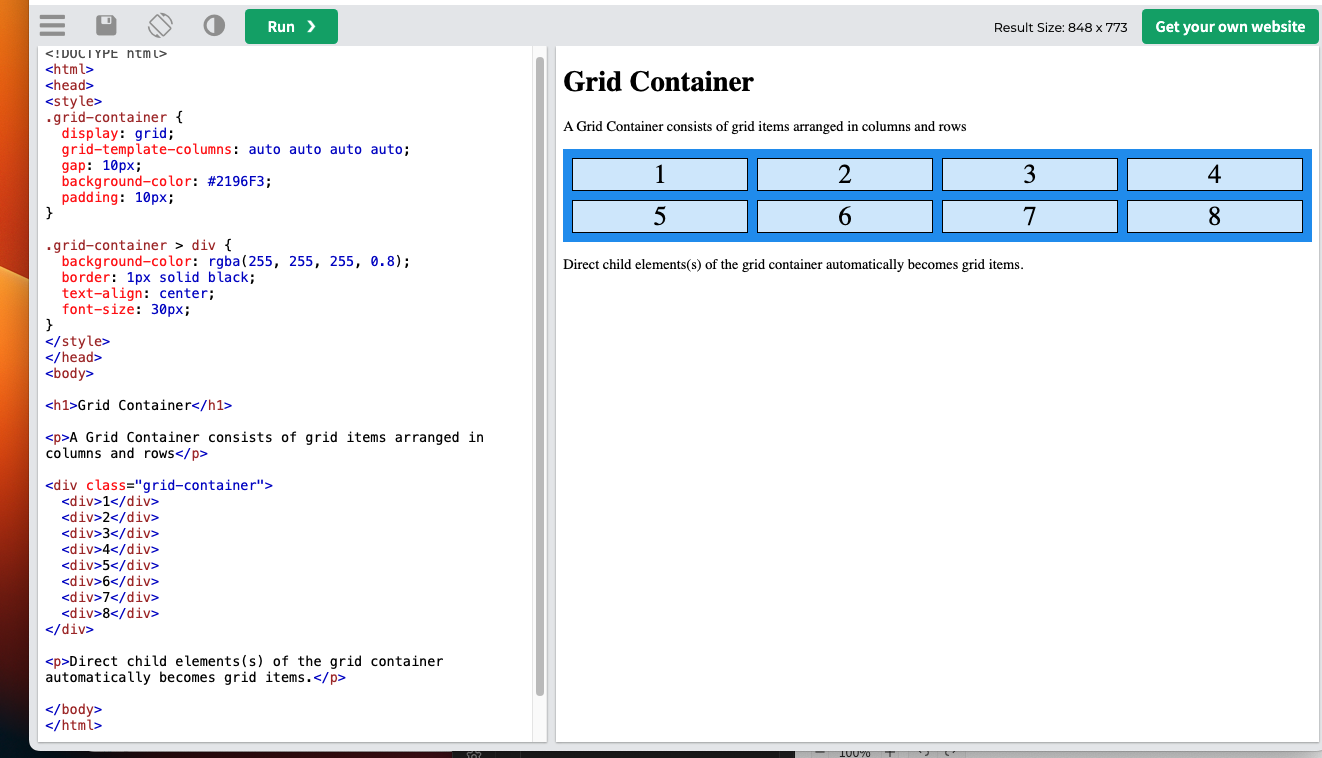 Run ❯
Result Size: 848 x 773
Get your own website
<!DOCTYPE html>
<html>
<head>
<style>
.grid-container {
  display: grid;
  grid-template-columns: auto auto auto auto;
  gap: 10px;
  background-color: #2196F3;
  padding: 10px;
}

.grid-container > div {
  background-color: rgba(255, 255, 255, 0.8);
  border: 1px solid black;
  text-align: center;
  font-size: 30px;
}
</style>
</head>
<body>

<h1>Grid Container</h1>

<p>A Grid Container consists of grid items arranged in
columns and rows</p>

<div class="grid-container">
  <div>1</div>
  <div>2</div>
  <div>3</div>
  <div>4</div>
  <div>5</div>
  <div>6</div>
  <div>7</div>
  <div>8</div>
</div>

<p>Direct child elements(s) of the grid container
automatically becomes grid items.</p>

</body>
</html>
Grid Container
A Grid Container consists of grid items arranged in columns and rows
1 2 3 4
5 6 7 8
Direct child elements(s) of the grid container automatically becomes grid items.
100%